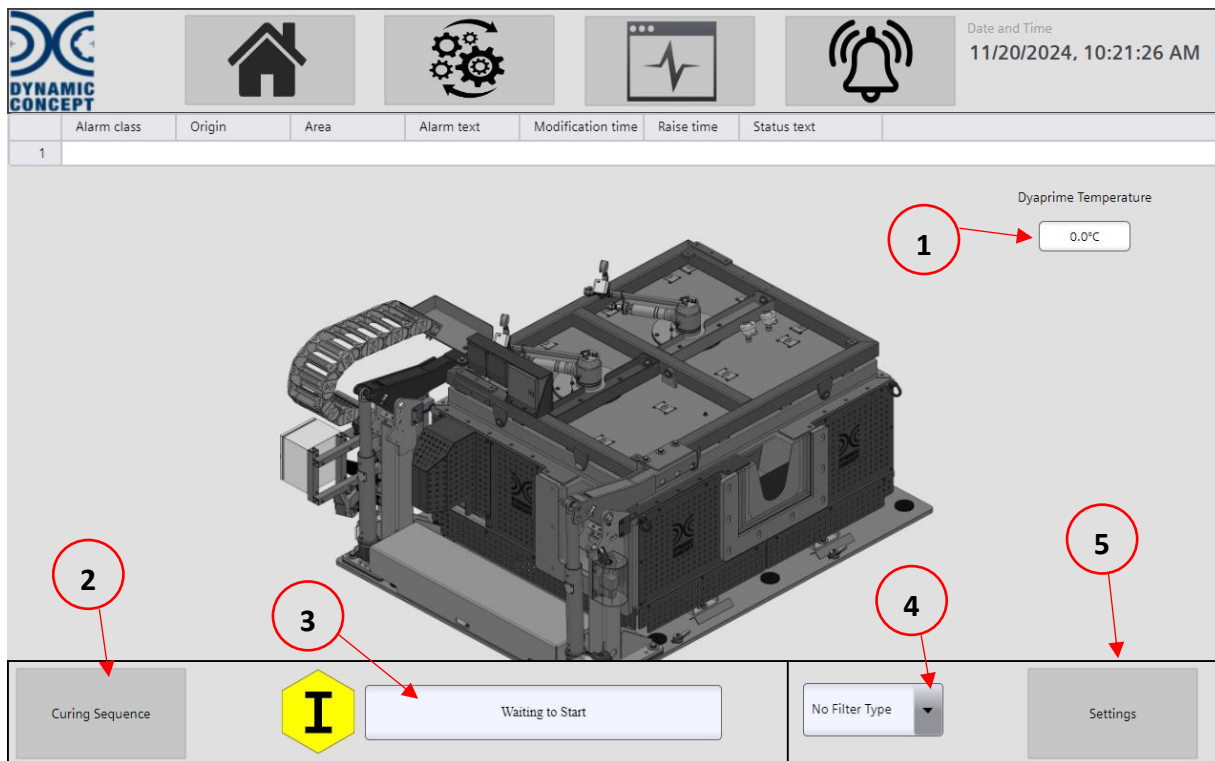 DYNAMIC
CONCEPT
Date and Time
11/20/2024, 10:21:26 AM
Alarm class Origin Area Alarm text Modification time Raise time Status text
1
Dyaprime Temperature
1
0.0°C
2
3
4
5
Curing Sequence
I
Waiting to Start
No Filter Type
Settings